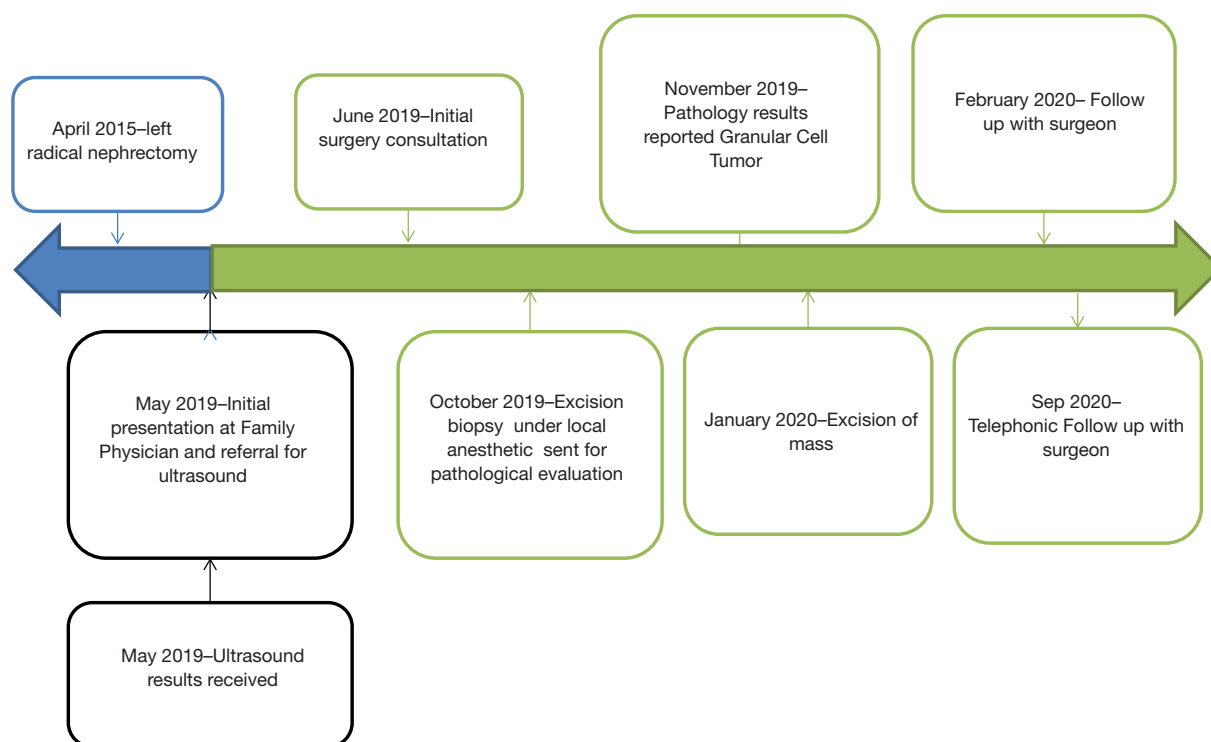 April 2015–left
radical nephrectomy
June 2019–Initial
surgery consultation
November 2019–
Pathology results
reported Granular Cell
Tumor
February 2020– Follow
up with surgeon
May 2019–Initial
presentation at Family
Physician and referral for
ultrasound
October 2019–Excision
biopsy under local
anesthetic sent for
pathological evaluation
January 2020–Excision of
mass
Sep 2020–
Telephonic Follow up with
surgeon
May 2019–Ultrasound
results received